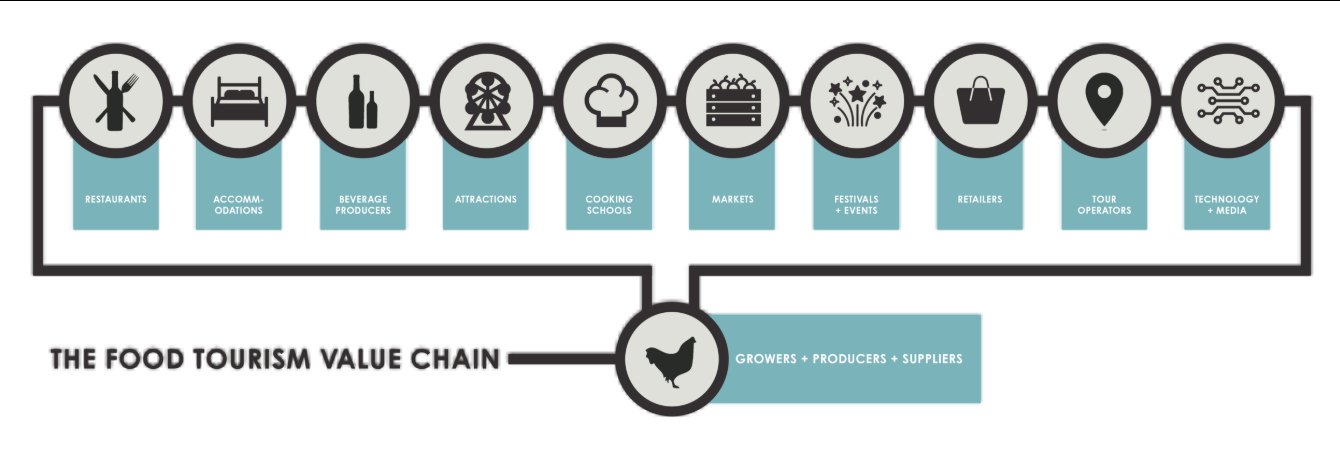 RESTAURANTS
ACCOMM-
ODATIONS
BEVERAGE
PRODUCERS
ATTRACTIONS
COOKING
SCHOOLS
MARKETS
FESTIVALS
+ EVENTS
RETAILERS
TOUR
OPERATORS
TECHNOLOGY
+ MEDIA
THE FOOD TOURISM VALUE CHAIN
GROWERS + PRODUCERS + SUPPLIERS